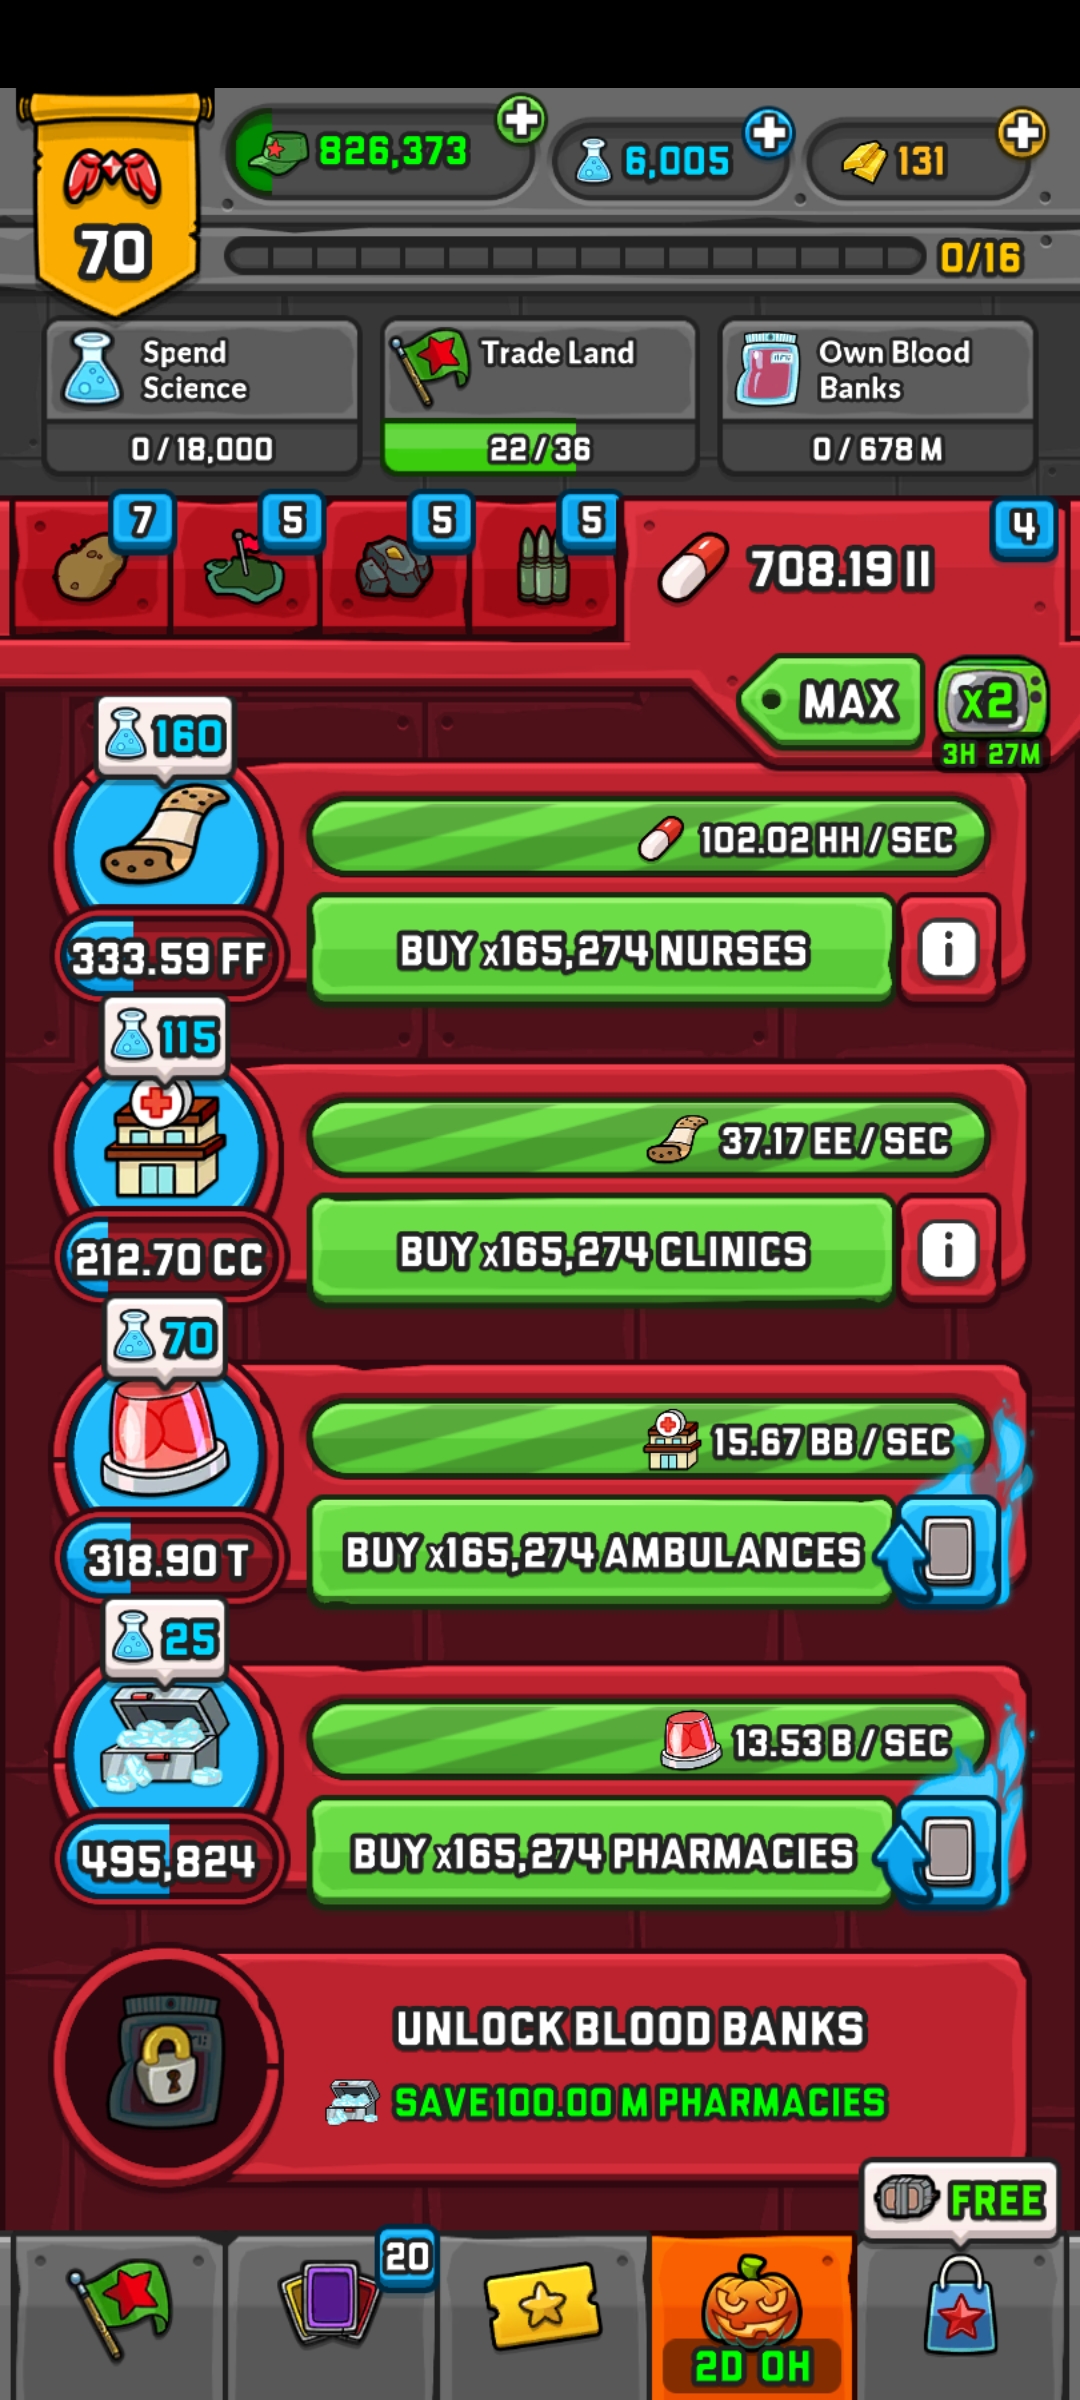 826,373
6,005
131
70
0/16
Spend Science
0 / 18,000
Trade Land
22 / 36
Own Blood Banks
0 / 678 M
7
5
5
5
708.19 II
4
MAX
x2
3H 27M
160
102.02 HH / SEC
333.59 FF
BUY x165,274 NURSES
i
115
37.17 EE / SEC
212.70 CC
BUY x165,274 CLINICS
i
70
15.67 BB / SEC
318.90 T
BUY x165,274 AMBULANCES
25
13.53 B / SEC
495,824
BUY x165,274 PHARMACIES
UNLOCK BLOOD BANKS
SAVE 100.00 M PHARMACIES
FREE
20
2D 0H